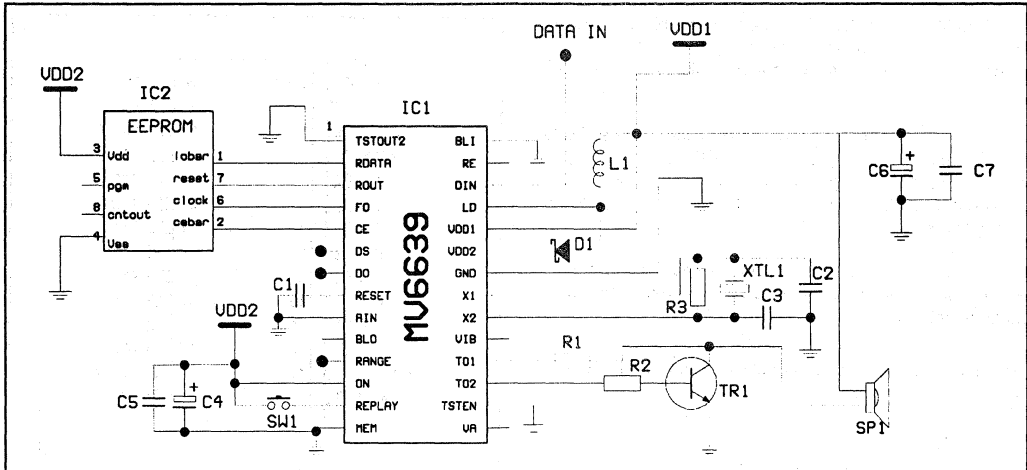 DATA IN
VDD1
VDD2
IC2
IC1
EEPROM
3 Vdd
iobar 1
5 pgm
reset 7
8 cntout
clock 6
4 Vss
cebar 2
1
TSTOUT2
RDATA
ROUT
FO
CE
DS
DO
RESET
AIN
BLO
RANGE
ON
REPLAY
MEM
MV6639
BLI
RE
DIN
LD
VDD1
VDD2
GND
X1
X2
VIB
TO1
TO2
TSTEN
VA
L1
D1
C6
+
C7
XTL1
C2
C3
R3
C1
VDD2
C5
+
C4
SW1
R1
R2
TR1
SP1